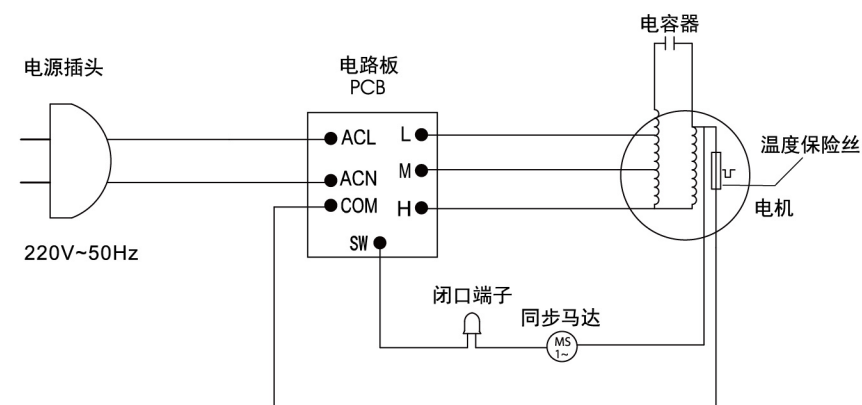 电容器
电源插头
电路板
PCB
ACL
L
温度保险丝
M
ACN
COM
H
电机
SW
220V~50Hz
闭口端子
同步马达
MS
1~